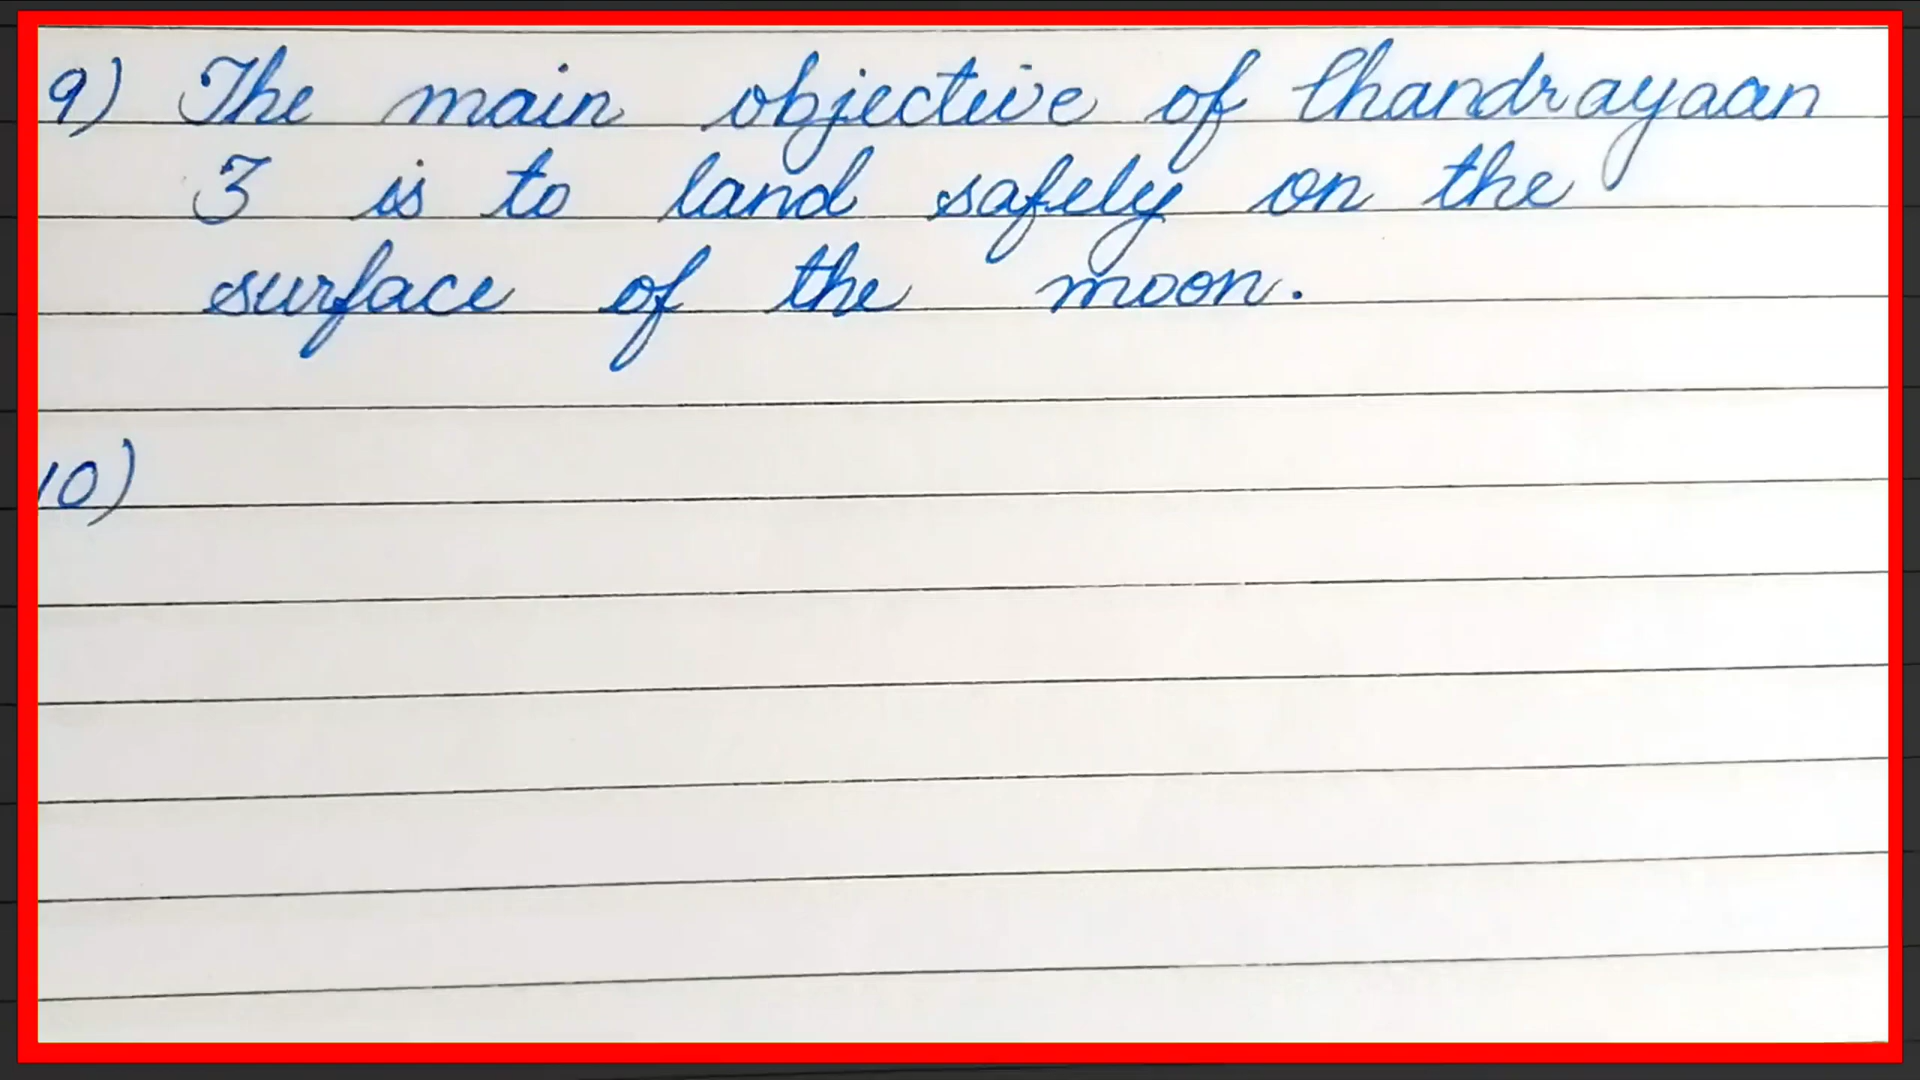 9) The main objective of Chandrayaan
3 is to land safely on the
surface of the moon.
10)